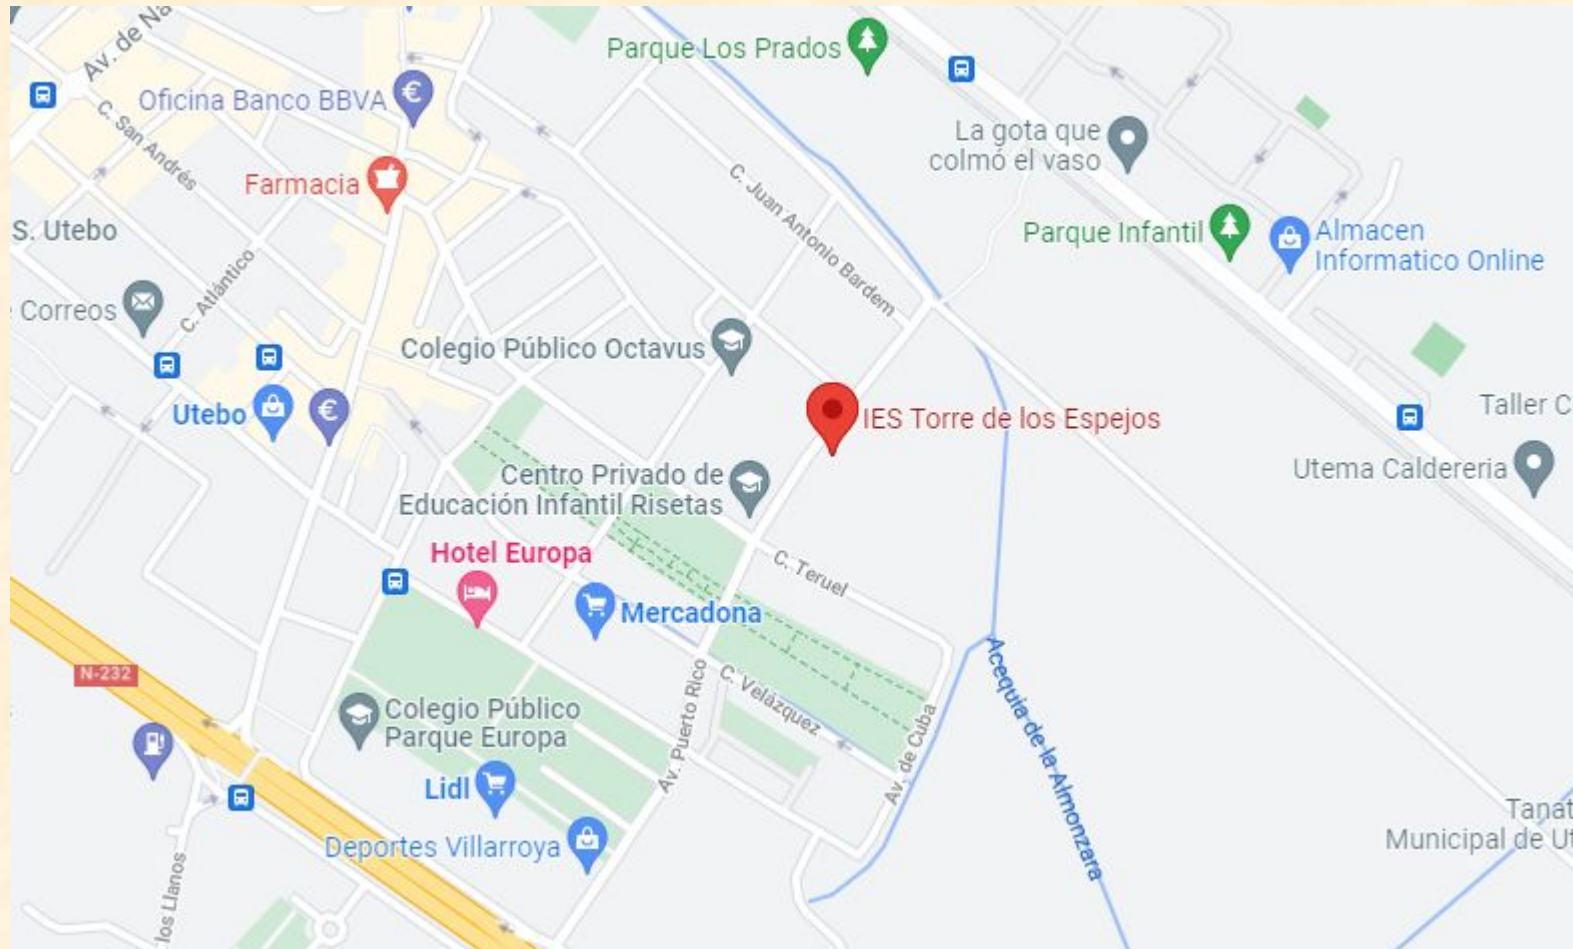 Av. de Na
Parque Los Prados
Oficina Banco BBVA
C. San Andrés
La gota que
colmó el vaso
Farmacia
C. Juan Antonio Bardem
S. Utebo
Parque Infantil
Almacen
Informatico Online
C. Atlántico
Correos
Colegio Público Octavus
Utebo
IES Torre de los Espejos
Taller C
Centro Privado de
Educación Infantil Risetas
Utema Caldereria
Hotel Europa
C. Teruel
Mercadona
N-232
Acequia de la Almonzara
C. Velázquez
Colegio Público
Parque Europa
Av. Puerto Rico
Av. de Cuba
Lidl
Deportes Villarroya
Tanat
Municipal de Ut
los Llanos